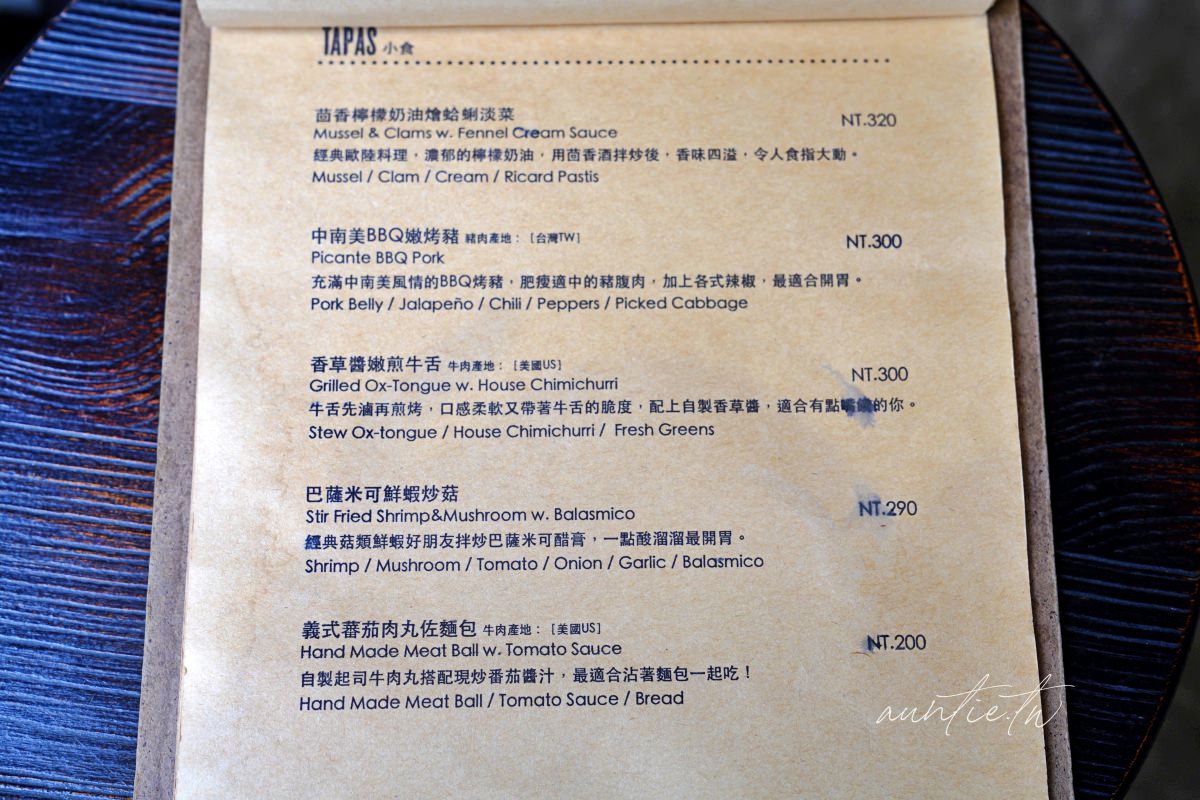 TAPAS 小食
茴香檸檬奶油燴蛤蜊淡菜
NT.320
Mussel & Clams w. Fennel Cream Sauce
經典歐陸料理，濃郁的檸檬奶油，用茴香酒拌炒後，香味四溢，令人食指大動。
Mussel / Clam / Cream / Ricard Pastis
中南美BBQ嫩烤豬 豬肉產地：［台灣TW］
NT.300
Picante BBQ Pork
充滿中南美風情的BBQ烤豬，肥瘦適中的豬腹肉，加上各式辣椒，最適合開胃。
Pork Belly / Jalapeño / Chili / Peppers / Picked Cabbage
香草醬嫩煎牛舌 牛肉產地：［美國US］
NT.300
Grilled Ox-Tongue w. House Chimichurri
牛舌先滷再煎烤，口感柔軟又帶著牛舌的脆度，配上自製香草醬，適合有點嘴饞的你。
Stew Ox-tongue / House Chimichurri / Fresh Greens
巴薩米可鮮蝦炒菇
NT.290
Stir Fried Shrimp&Mushroom w. Balasmico
經典菇類鮮蝦好朋友拌炒巴薩米可醋膏，一點酸溜溜最開胃。
Shrimp / Mushroom / Tomato / Onion / Garlic / Balasmico
義式蕃茄肉丸佐麵包 牛肉產地：［美國US］
NT.200
Hand Made Meat Ball w. Tomato Sauce
自製起司牛肉丸搭配現炒番茄醬汁，最適合沾著麵包一起吃！
Hand Made Meat Ball / Tomato Sauce / Bread
auntie.tw